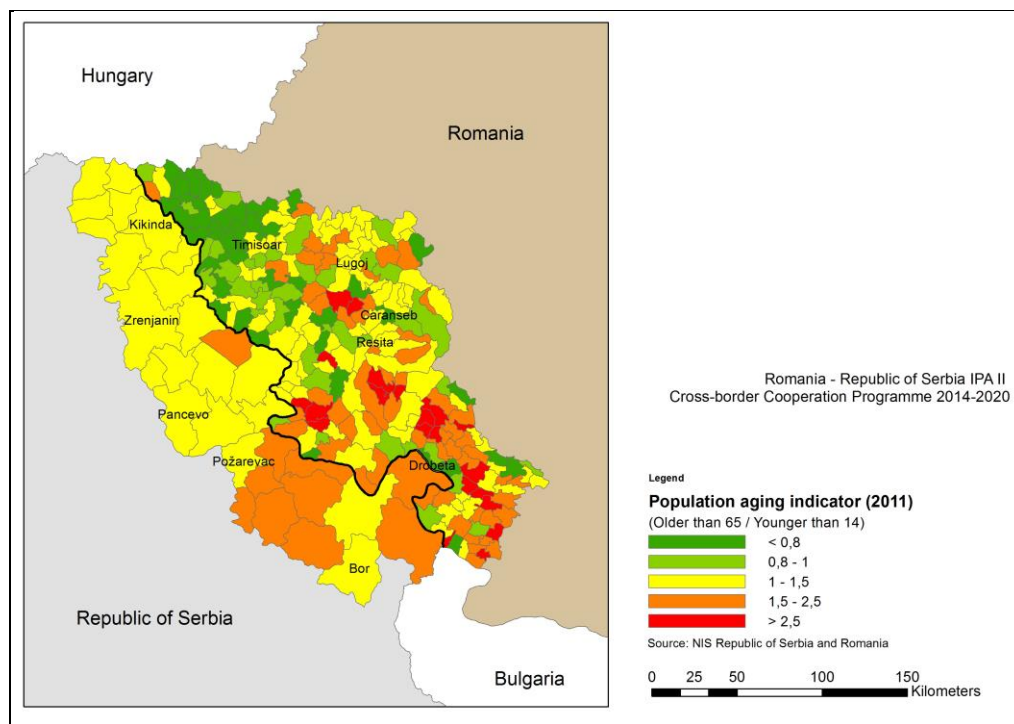 Hungary
Romania
Kikinda
Timisoar
Lugoj
Zrenjanin
Caranseb
Resita
Pancevo
Požarevac
Drobeta
Bor
Republic of Serbia
Bulgaria
Romania - Republic of Serbia IPA II
Cross-border Cooperation Programme 2014-2020
Legend
Population aging indicator (2011)
(Older than 65 / Younger than 14)
< 0,8
0,8 - 1
1 - 1,5
1,5 - 2,5
> 2,5
Source: NIS Republic of Serbia and Romania
0 25 50 100 150
Kilometers